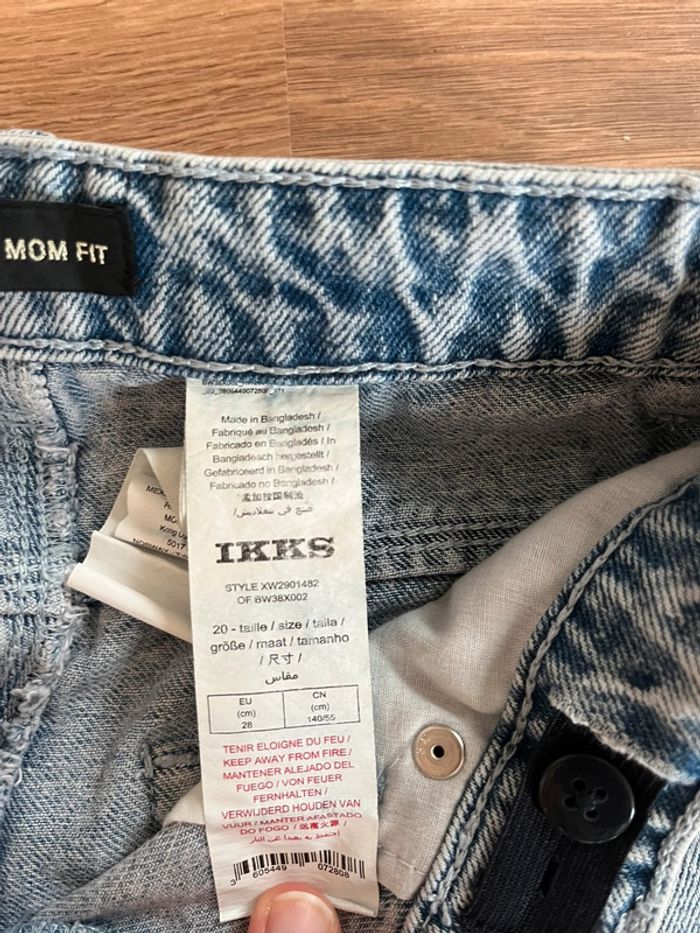 MOM FIT
Made in Bangladesh /
Fabriqué au Bangladesh /
Fabricado en Bangladés / In
Bangladesch hergestellt /
Gefabriceerd in Bangladesh /
Fabricado no Bangladesh /
孟加拉国制造
صنع في بنغلاديش/
IKKS
STYLE XW2901482
OF BW38X002
20 - taille / size / talla /
größe / maat / tamanho
/ 尺寸 /
مقاس
EU
(cm)
28
CN
(cm)
140/55
TENIR ELOIGNE DU FEU /
KEEP AWAY FROM FIRE /
MANTENER ALEJADO DEL
FUEGO / VON FEUER
FERNHALTEN /
VERWIJDERD HOUDEN VAN
VUUR / MANTER AFASTADO
DO FOGO / 远离火源 /
3 605449 072808
MEX
MO
Kong
5017